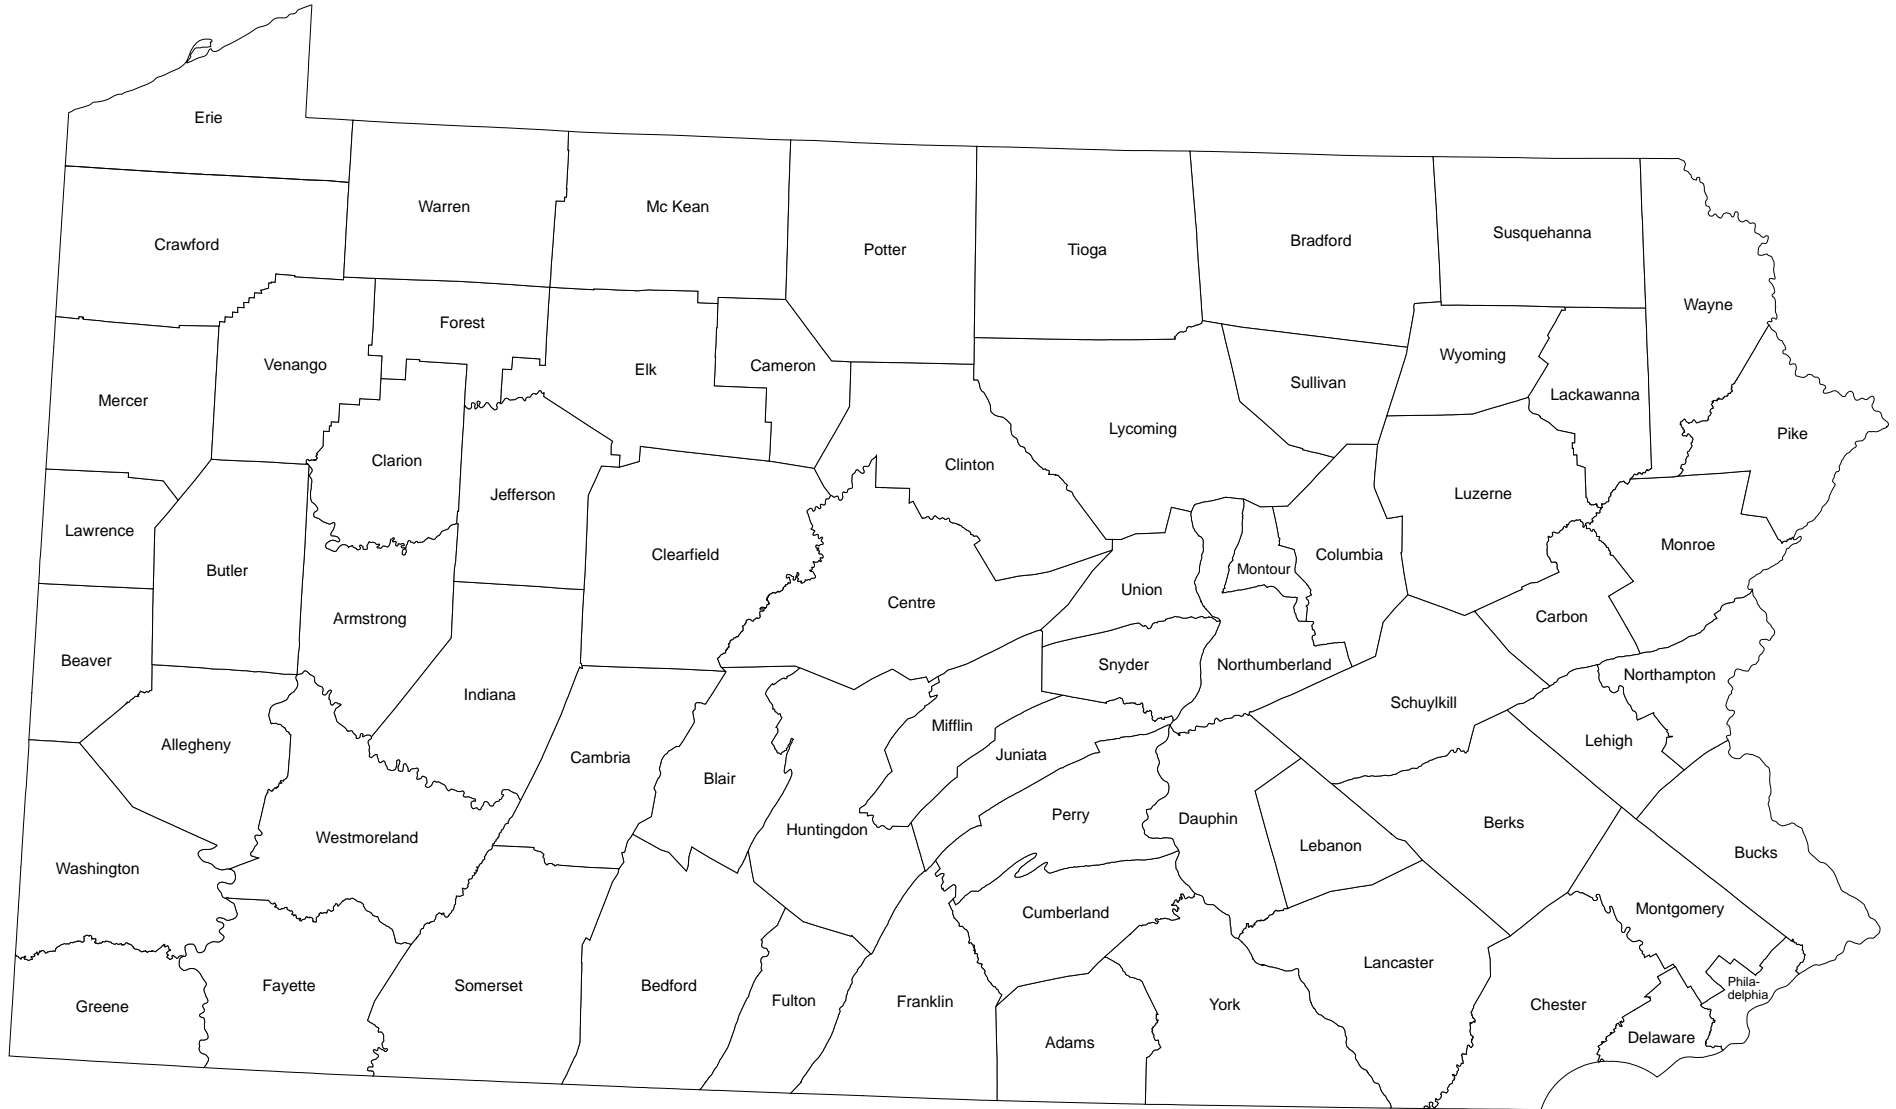 Erie
Warren
Mc Kean
Crawford
Potter
Tioga
Bradford
Susquehanna
Wayne
Forest
Venango
Elk
Cameron
Sullivan
Wyoming
Lackawanna
Mercer
Clarion
Jefferson
Clinton
Lycoming
Luzerne
Pike
Lawrence
Butler
Clearfield
Centre
Union
Montour
Columbia
Monroe
Armstrong
Carbon
Beaver
Indiana
Snyder
Northumberland
Schuylkill
Northampton
Allegheny
Cambria
Blair
Mifflin
Juniata
Lehigh
Westmoreland
Huntingdon
Perry
Dauphin
Lebanon
Berks
Bucks
Washington
Cumberland
Montgomery
Greene
Fayette
Somerset
Bedford
Fulton
Franklin
Adams
York
Lancaster
Chester
Phila-
delphia
Delaware